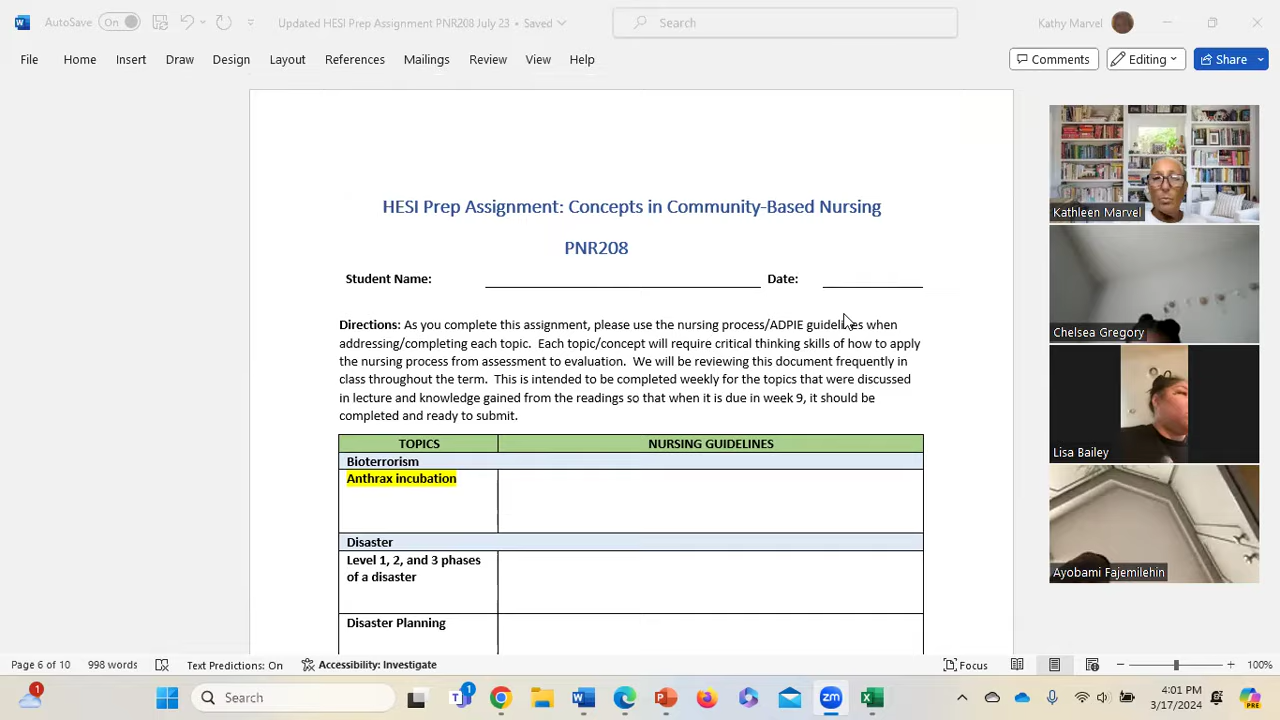 AutoSave On Updated HESI Prep Assignment PNR208 July 23 • Saved Search Kathy Marvel
File Home Insert Draw Design Layout References Mailings Review View Help Comments Editing Share
HESI Prep Assignment: Concepts in Community-Based Nursing
PNR208
Student Name: Date:
Directions: As you complete this assignment, please use the nursing process/ADPIE guidelines when
addressing/completing each topic. Each topic/concept will require critical thinking skills of how to apply
the nursing process from assessment to evaluation. We will be reviewing this document frequently in
class throughout the term. This is intended to be completed weekly for the topics that were discussed
in lecture and knowledge gained from the readings so that when it is due in week 9, it should be
completed and ready to submit.
TOPICS NURSING GUIDELINES
Bioterrorism
Anthrax incubation
Disaster
Level 1, 2, and 3 phases
of a disaster
Disaster Planning
Kathleen Marvel
Chelsea Gregory
Lisa Bailey
Ayobami Fajemilehin
Page 6 of 10 998 words Text Predictions: On Accessibility: Investigate Focus 100%
1 Search 1 zm 4:01 PM
3/17/2024 PRE